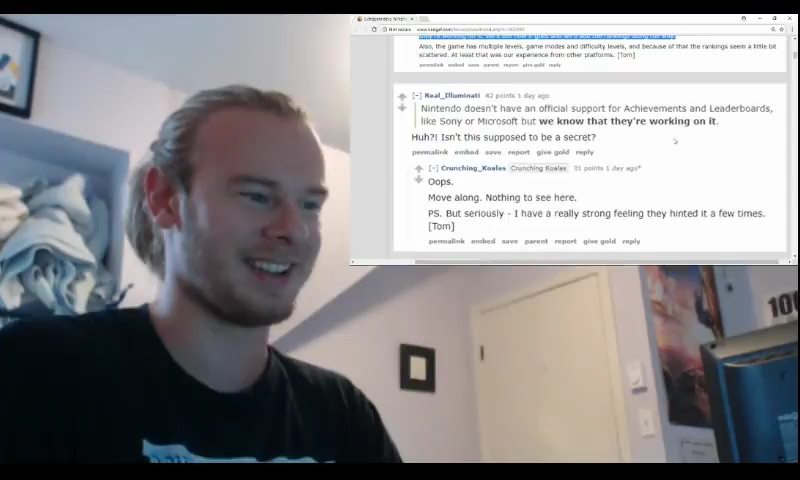 Also, the game has multiple levels, game modes and difficulty levels, and because of that the rankings seem a little bit
scattered. At least that was our experience from other platforms. [Tom]
permalink embed save parent report give gold reply
[-] Real_Illuminati 42 points 1 day ago
Nintendo doesn't have an official support for Achievements and Leaderboards,
like Sony or Microsoft but we know that they're working on it.
Huh?! Isn't this supposed to be a secret?
permalink embed save report give gold reply
[-] Crunching_Koalas Crunching Koalas 31 points 1 day ago*
Oops.
Move along. Nothing to see here.
PS. But seriously - I have a really strong feeling they hinted it a few times.
[Tom]
permalink embed save parent report give gold reply
100